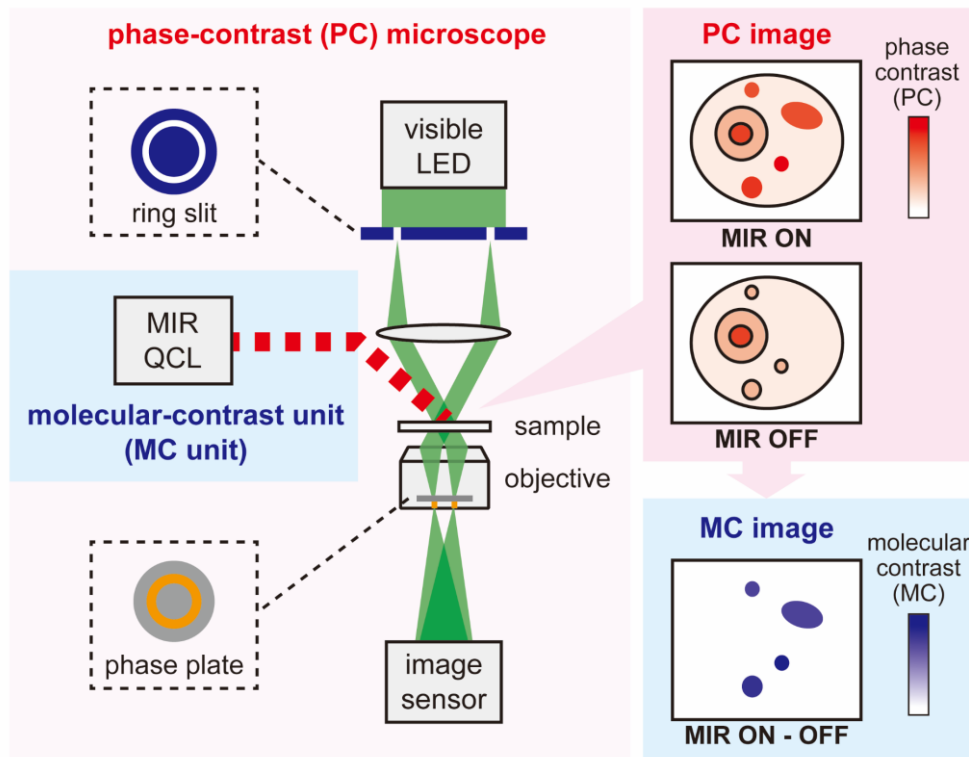 phase-contrast (PC) microscope
visible
LED
ring slit
MIR
QCL
molecular-contrast unit
(MC unit)
sample
objective
phase plate
image
sensor
PC image
phase
contrast
(PC)
MIR ON
MIR OFF
MC image
molecular
contrast
(MC)
MIR ON - OFF